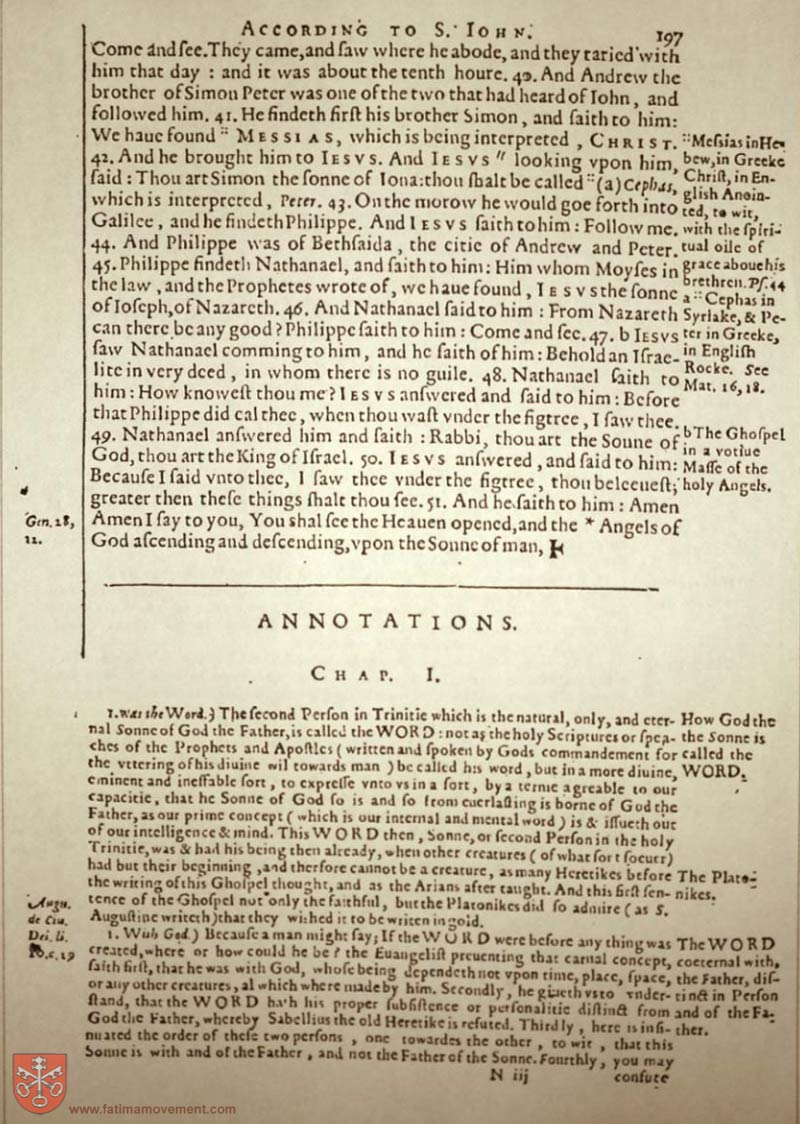 ACCORDING TO S. IOHN. 197
Come and ſee. They came, and ſaw where he abode, and they taried with
him that day : and it was about the tenth houre. 40. And Andrew the
brother of Simon Peter was one of the two that had heard of Iohn, and
followed him. 41. He findeth firſt his brother Simon, and ſaith to him:
We haue found :: MESSIAS, which is being interpreted, CHRIST.
42. And he brought him to IESVS. And IESVS " looking vpon him,
ſaid : Thou art Simon the ſonne of Iona: thou ſhalt be called :: (a) Cephas,
which is interpreted, Peter. 43. On the morow he would goe forth into
Galilee, and he findeth Philippe. And IESVS ſaith to him: Follow me.
44. And Philippe was of Bethſaida, the citie of Andrew and Peter.
45. Philippe findeth Nathanael, and ſaith to him: Him whom Moyſes in
the law, and the Prophetes wrote of, we haue found, IESVS the ſonne
of Ioſeph, of Nazareth. 46. And Nathanael ſaid to him : From Nazareth
can there be any good? Philippe ſaith to him : Come and ſee. 47. b IESVS
ſaw Nathanael comming to him, and he ſaith of him: Behold an Iſrae-
lite in very deed, in whom there is no guile. 48. Nathanael ſaith to
him : How knoweſt thou me? IESVS anſwered and ſaid to him: Before
that Philippe did cal thee, when thou waſt vnder the figtree, I ſaw thee.
49. Nathanael anſwered him and ſaith : Rabbi, thou art the Sonne of
God, thou art the King of Iſrael. 50. IESVS anſwered, and ſaid to him:
Becauſe I ſaid vnto thee, I ſaw thee vnder the figtree, thou beleeueſt;
greater then theſe things ſhalt thou ſee. 51. And he ſaith to him : Amen
Amen I ſay to you, You shal ſee the Heauen opened, and the * Angels of
God aſcending and deſcending, vpon the Sonne of man,
:: Meſsias in He-
bew, in Greeke
Chriſt, in En-
gliſh Anoin-
ted, to wit,
with the ſpiri-
tual oile of
grace aboue his
brethren. Pſ. 44
a :: Cephas in
Syriake, & Pe-
ter in Greeke,
in Engliſh
Rocke. See
Mat. 16, 18.
b The Ghoſpel
in a votiue
Maſſe of the
holy Angels.
Gen. 28,
12.
ANNOTATIONS.
CHAP. I.
1. was the Word.) The ſecond Perſon in Trinitie which is the natural, only, and eter-
nal Sonne of God the Father, is called the WORD : not as the holy Scriptures or ſpea-
ches of the Prophets and Apoſtles (written and ſpoken by Gods commandement for
the vttering of his diuine wil towards man) be called his word, but in a more diuine,
eminent and ineffable ſort, to expreſſe vnto vs in a ſort, by a terme agreable to our
capacitie, that he Sonne of God ſo is and ſo from euerlaſting is borne of God the
Father, as our prime concept (which is our internal and mental word) is & iſſueth out
of our intelligence & mind. This WORD then, Sonne, or ſecond Perſon in the holy
Trinitie, was & had his being then already, when other creatures (of what ſort ſoeuer)
had but their beginning, and therfore cannot be a creature, as many Heretikes before
the writing of this Ghoſpel thought, and as the Arians after taught. And this firſt ſen-
tence of the Ghoſpel not only the faithful, but the Platonikes did ſo admire (as S.
Auguſtine writeth) that they wished it to be writen in gold.
How God the
the Sonne is
called the
WORD.
The Plato-
nikes.
Augu.
de Ciu.
Dei. li.
10. c. 29
1. With God.) Becauſe a man might ſay; If the WORD were before any thing was
created, where or how could he be? the Euangeliſt preuenting that carnal concept,
ſaith firſt, that he was with God, whoſe being dependeth not vpon time, place, ſpace,
or any other creatures, al which where made by him. Secondly, he giueth vs to vnder-
ſtand, that the WORD hath his proper ſubſiſtence or perſonalitie diſtinct from
God the Father, whereby Sabellius the old Heretike is refuted. Thirdly, here is inſi-
nuated the order of theſe two perſons, one towardes the other, to wit, that this
Sonne is with and of the Father, and not the Father of the Sonne. Fourthly, you may
The WORD
coeternal with,
the Father, diſ-
tinct in Perſon
and of the Fa-
ther.
N iij confute
www.fatimamovement.com